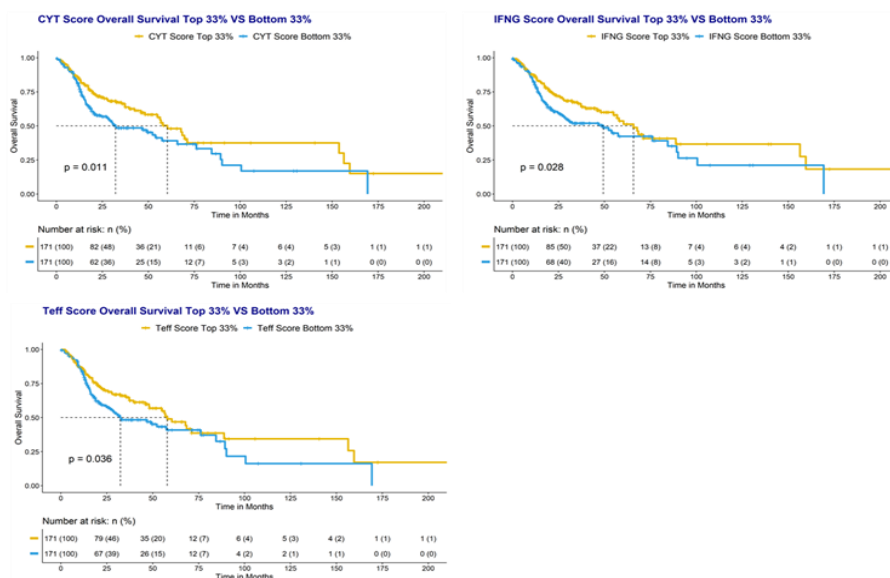 CYT Score Overall Survival Top 33% VS Bottom 33%
CYT Score Top 33% CYT Score Bottom 33%
1.00
0.75
0.50
0.25
0.00
Overall Survival
p = 0.011
0 25 50 75 100 125 150 175 200
Time in Months
Number at risk: n (%)
171 (100) 82 (48) 36 (21) 11 (6) 7 (4) 6 (4) 5 (3) 1 (1) 1 (1)
171 (100) 62 (36) 25 (15) 12 (7) 5 (3) 3 (2) 1 (1) 0 (0) 0 (0)
IFNG Score Overall Survival Top 33% VS Bottom 33%
IFNG Score Top 33% IFNG Score Bottom 33%
1.00
0.75
0.50
0.25
0.00
Overall Survival
p = 0.028
0 25 50 75 100 125 150 175 200
Time in Months
Number at risk: n (%)
171 (100) 85 (50) 37 (22) 13 (8) 7 (4) 6 (4) 4 (2) 1 (1) 1 (1)
171 (100) 68 (40) 27 (16) 14 (8) 5 (3) 3 (2) 1 (1) 0 (0) 0 (0)
Teff Score Overall Survival Top 33% VS Bottom 33%
Teff Score Top 33% Teff Score Bottom 33%
1.00
0.75
0.50
0.25
0.00
Overall Survival
p = 0.036
0 25 50 75 100 125 150 175 200
Time in Months
Number at risk: n (%)
171 (100) 79 (46) 35 (20) 12 (7) 6 (4) 5 (3) 4 (2) 1 (1) 1 (1)
171 (100) 67 (39) 26 (15) 12 (7) 4 (2) 2 (1) 1 (1) 0 (0) 0 (0)